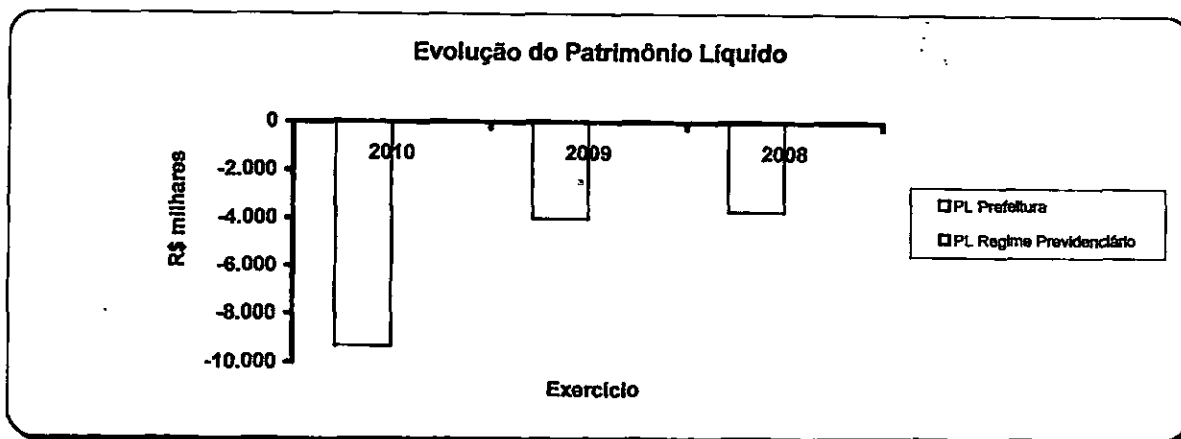 Evolução do Patrimônio Líquido
0
-2.000
-4.000
-6.000
-8.000
-10.000
R$ milhares
2010
2009
2008
Exercício
PL Prefeitura
PL Regime Previdenciário